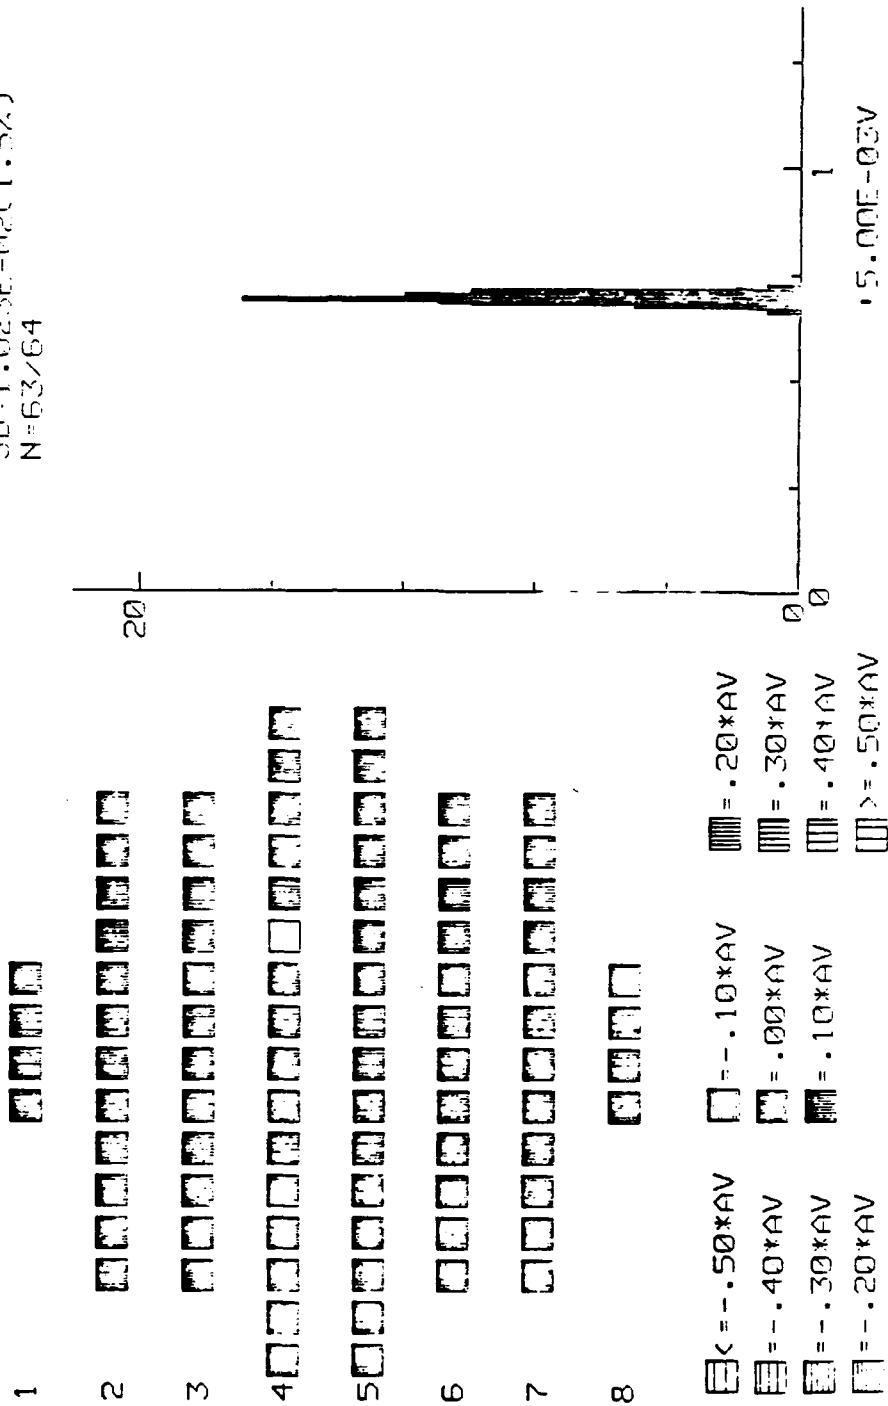 N=63/64
1
2
3
4
5
6
7
8
20
0
0
1
5.00E-03V
<=-.50*AV
=-.40*AV
=-.30*AV
=-.20*AV
=-.10*AV
=.00*AV
=.10*AV
=.20*AV
=.30*AV
=.40*AV
>=.50*AV